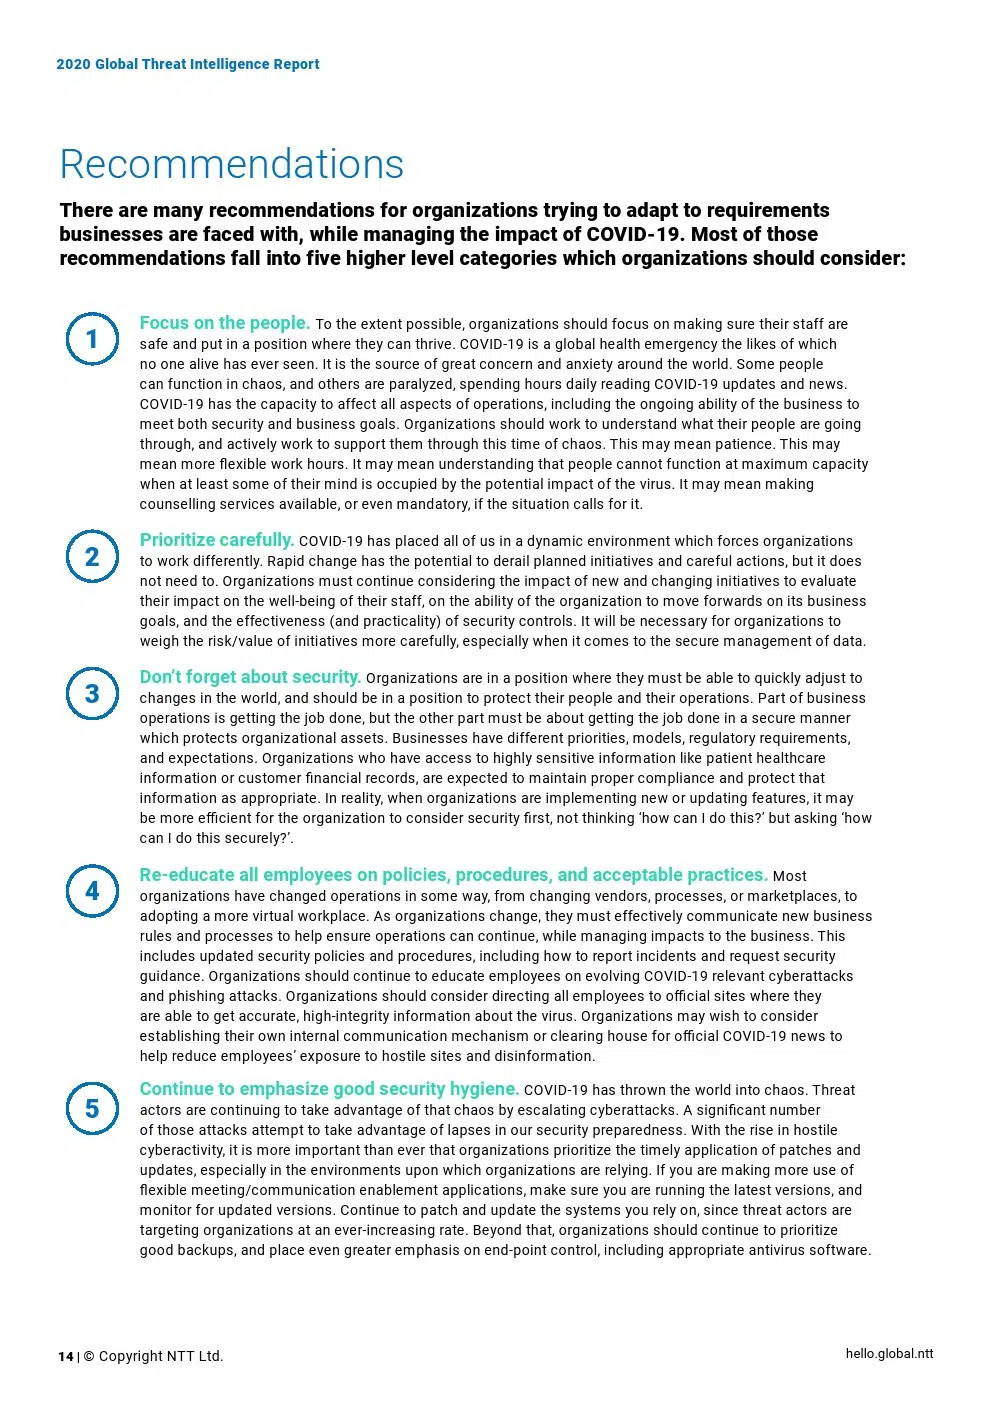 2020 Global Threat Intelligence Report
Recommendations
There are many recommendations for organizations trying to adapt to requirements
businesses are faced with, while managing the impact of COVID-19. Most of those
recommendations fall into five higher level categories which organizations should consider:
1
Focus on the people. To the extent possible, organizations should focus on making sure their staff are
safe and put in a position where they can thrive. COVID-19 is a global health emergency the likes of which
no one alive has ever seen. It is the source of great concern and anxiety around the world. Some people
can function in chaos, and others are paralyzed, spending hours daily reading COVID-19 updates and news.
COVID-19 has the capacity to affect all aspects of operations, including the ongoing ability of the business to
meet both security and business goals. Organizations should work to understand what their people are going
through, and actively work to support them through this time of chaos. This may mean patience. This may
mean more flexible work hours. It may mean understanding that people cannot function at maximum capacity
when at least some of their mind is occupied by the potential impact of the virus. It may mean making
counselling services available, or even mandatory, if the situation calls for it.
2
Prioritize carefully. COVID-19 has placed all of us in a dynamic environment which forces organizations
to work differently. Rapid change has the potential to derail planned initiatives and careful actions, but it does
not need to. Organizations must continue considering the impact of new and changing initiatives to evaluate
their impact on the well-being of their staff, on the ability of the organization to move forwards on its business
goals, and the effectiveness (and practicality) of security controls. It will be necessary for organizations to
weigh the risk/value of initiatives more carefully, especially when it comes to the secure management of data.
3
Don’t forget about security. Organizations are in a position where they must be able to quickly adjust to
changes in the world, and should be in a position to protect their people and their operations. Part of business
operations is getting the job done, but the other part must be about getting the job done in a secure manner
which protects organizational assets. Businesses have different priorities, models, regulatory requirements,
and expectations. Organizations who have access to highly sensitive information like patient healthcare
information or customer financial records, are expected to maintain proper compliance and protect that
information as appropriate. In reality, when organizations are implementing new or updating features, it may
be more efficient for the organization to consider security first, not thinking ‘how can I do this?’ but asking ‘how
can I do this securely?’.
4
Re-educate all employees on policies, procedures, and acceptable practices. Most
organizations have changed operations in some way, from changing vendors, processes, or marketplaces, to
adopting a more virtual workplace. As organizations change, they must effectively communicate new business
rules and processes to help ensure operations can continue, while managing impacts to the business. This
includes updated security policies and procedures, including how to report incidents and request security
guidance. Organizations should continue to educate employees on evolving COVID-19 relevant cyberattacks
and phishing attacks. Organizations should consider directing all employees to official sites where they
are able to get accurate, high-integrity information about the virus. Organizations may wish to consider
establishing their own internal communication mechanism or clearing house for official COVID-19 news to
help reduce employees’ exposure to hostile sites and disinformation.
5
Continue to emphasize good security hygiene. COVID-19 has thrown the world into chaos. Threat
actors are continuing to take advantage of that chaos by escalating cyberattacks. A significant number
of those attacks attempt to take advantage of lapses in our security preparedness. With the rise in hostile
cyberactivity, it is more important than ever that organizations prioritize the timely application of patches and
updates, especially in the environments upon which organizations are relying. If you are making more use of
flexible meeting/communication enablement applications, make sure you are running the latest versions, and
monitor for updated versions. Continue to patch and update the systems you rely on, since threat actors are
targeting organizations at an ever-increasing rate. Beyond that, organizations should continue to prioritize
good backups, and place even greater emphasis on end-point control, including appropriate antivirus software.
14 | © Copyright NTT Ltd.
hello.global.ntt